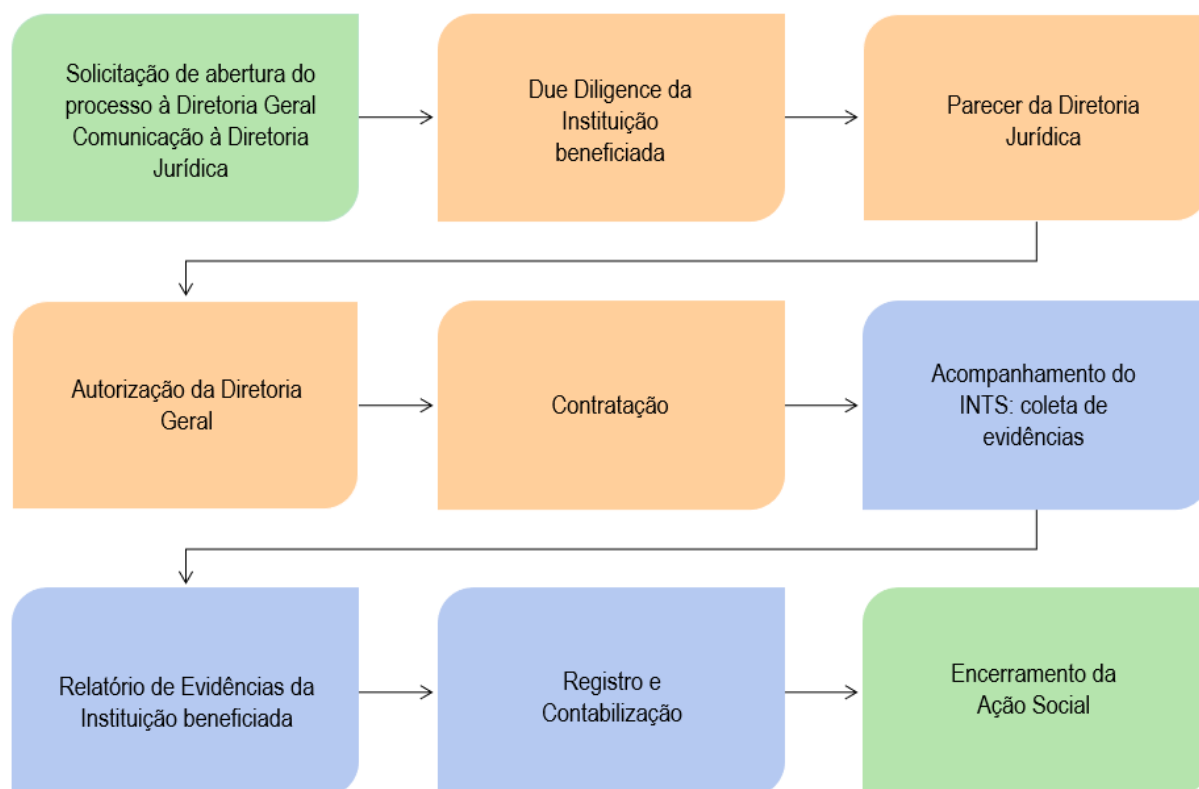 Solicitação de abertura do
processo à Diretoria Geral
Comunicação à Diretoria
Jurídica
Due Diligence da
Instituição
beneficiada
Parecer da Diretoria
Jurídica
Autorização da Diretoria
Geral
Contratação
Acompanhamento do
INTS: coleta de
evidências
Relatório de Evidências da
Instituição beneficiada
Registro e
Contabilização
Encerramento da
Ação Social